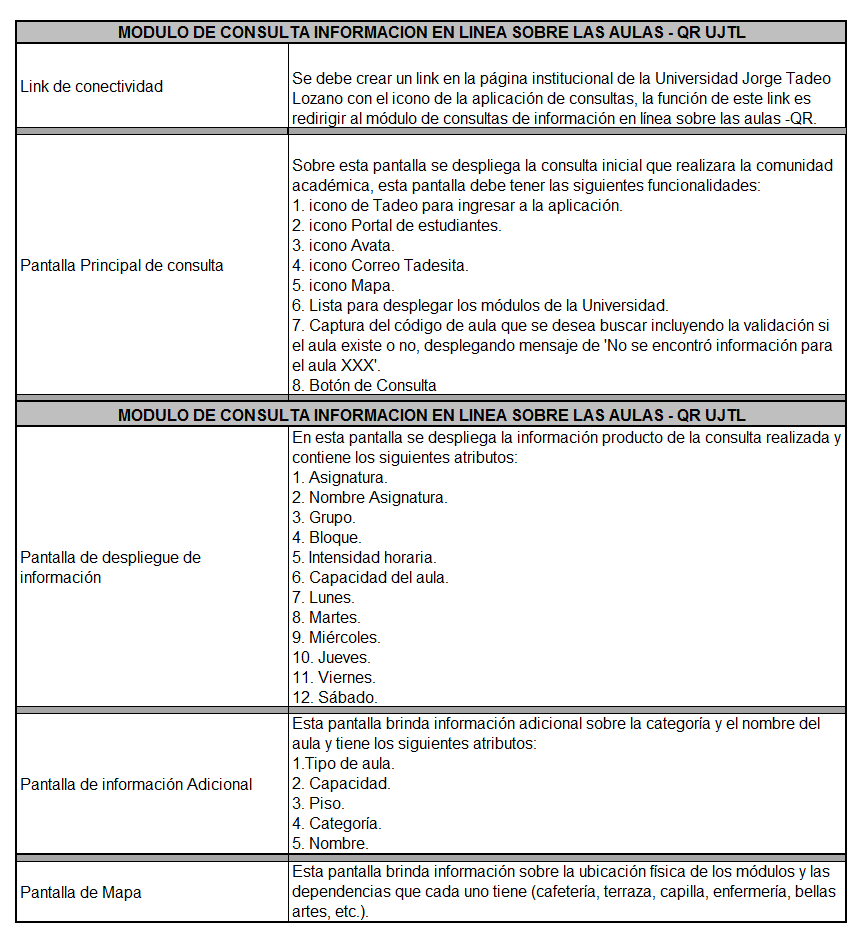 MODULO DE CONSULTA INFORMACION EN LINEA SOBRE LAS AULAS - QR UJTL
Link de conectividad
Se debe crear un link en la página institucional de la Universidad Jorge Tadeo
Lozano con el icono de la aplicación de consultas, la función de este link es
redirigir al módulo de consultas de información en línea sobre las aulas -QR.
Pantalla Principal de consulta
Sobre esta pantalla se despliega la consulta inicial que realizara la comunidad
académica, esta pantalla debe tener las siguientes funcionalidades:
1. icono de Tadeo para ingresar a la aplicación.
2. icono Portal de estudiantes.
3. icono Avata.
4. icono Correo Tadesita.
5. icono Mapa.
6. Lista para desplegar los módulos de la Universidad.
7. Captura del código de aula que se desea buscar incluyendo la validación si
el aula existe o no, desplegando mensaje de 'No se encontró información para
el aula XXX'.
8. Botón de Consulta
MODULO DE CONSULTA INFORMACION EN LINEA SOBRE LAS AULAS - QR UJTL
Pantalla de despliegue de
información
En esta pantalla se despliega la información producto de la consulta realizada y
contiene los siguientes atributos:
1. Asignatura.
2. Nombre Asignatura.
3. Grupo.
4. Bloque.
5. Intensidad horaria.
6. Capacidad del aula.
7. Lunes.
8. Martes.
9. Miércoles.
10. Jueves.
11. Viernes.
12. Sábado.
Pantalla de información Adicional
Esta pantalla brinda información adicional sobre la categoría y el nombre del
aula y tiene los siguientes atributos:
1.Tipo de aula.
2. Capacidad.
3. Piso.
4. Categoría.
5. Nombre.
Pantalla de Mapa
Esta pantalla brinda información sobre la ubicación física de los módulos y las
dependencias que cada uno tiene (cafetería, terraza, capilla, enfermería, bellas
artes, etc.).